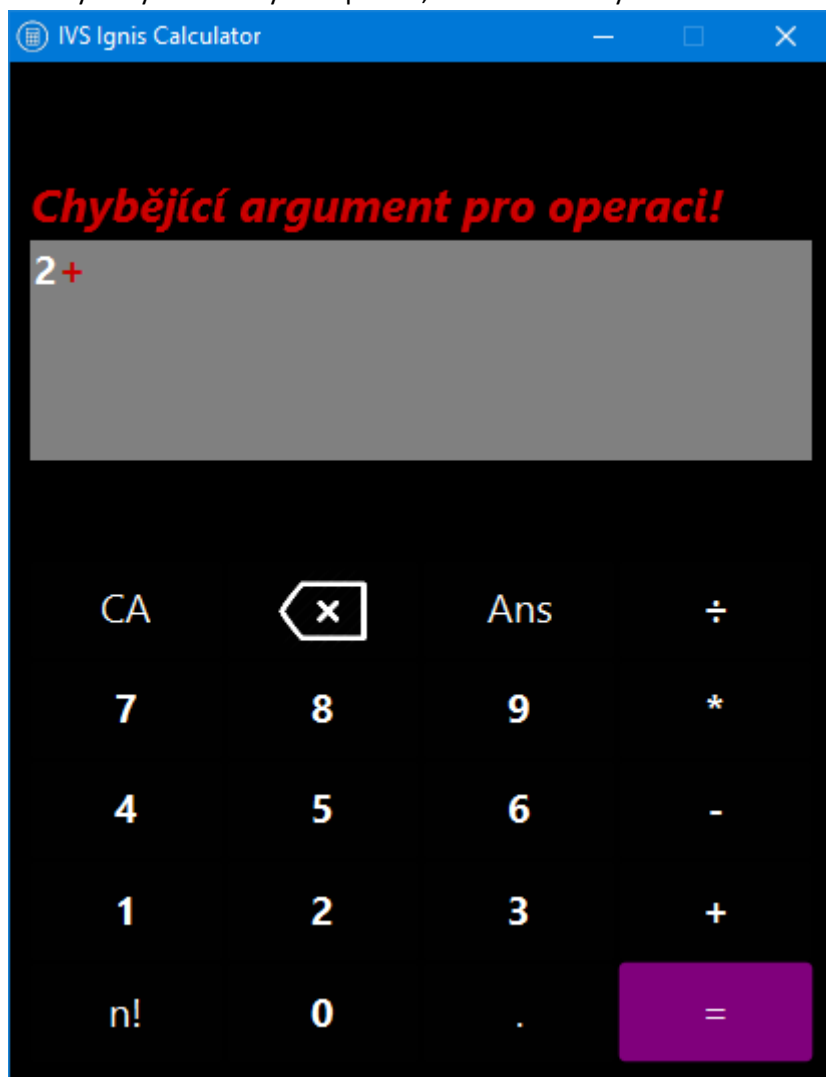 IVS Ignis Calculator
Chybějící argument pro operaci!
2+
CA Ans ÷
7 8 9 *
4 5 6 -
1 2 3 +
n! 0 . =